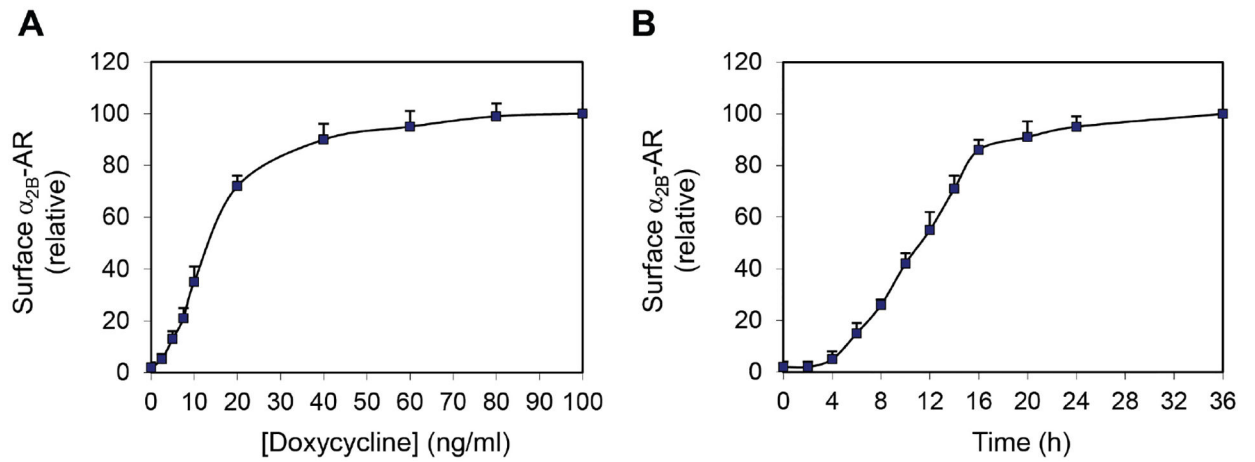 A
120
100
80
60
40
20
0
Surface α2B-AR
(relative)
0 10 20 30 40 50 60 70 80 90 100
[Doxycycline] (ng/ml)
B
120
100
80
60
40
20
0
Surface α2B-AR
(relative)
0 4 8 12 16 20 24 28 32 36
Time (h)